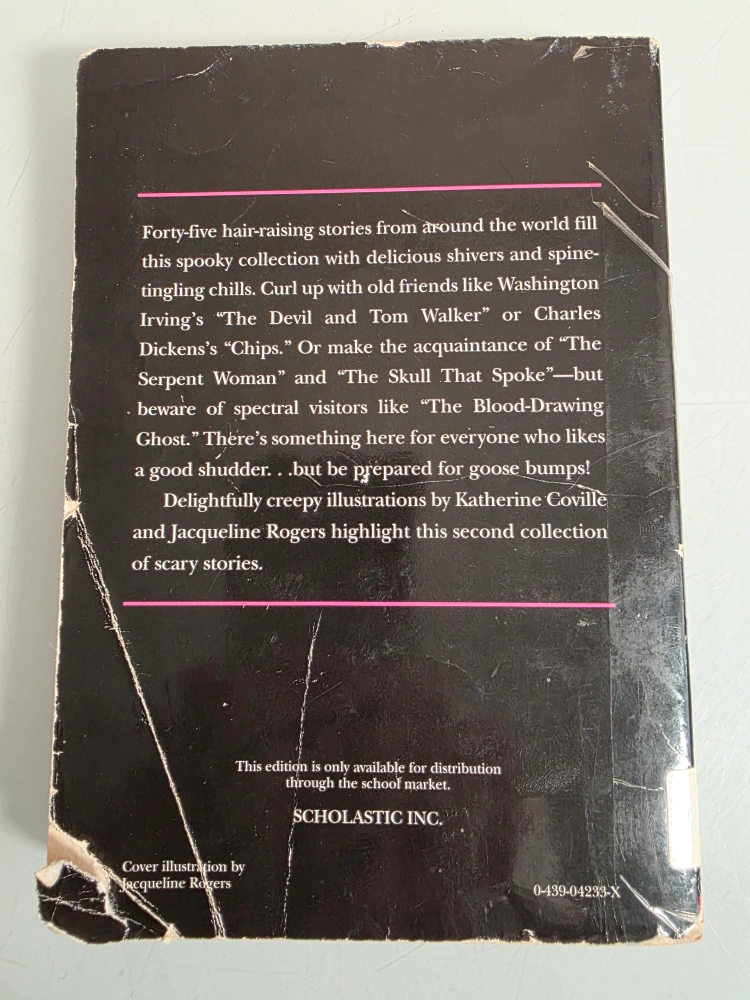 Forty-five hair-raising stories from around the world fill
this spooky collection with delicious shivers and spine-
tingling chills. Curl up with old friends like Washington
Irving's “The Devil and Tom Walker” or Charles
Dickens's “Chips.” Or make the acquaintance of “The
Serpent Woman” and “The Skull That Spoke”—but
beware of spectral visitors like “The Blood-Drawing
Ghost.” There's something here for everyone who likes
a good shudder. . .but be prepared for goose bumps!
Delightfully creepy illustrations by Katherine Coville
and Jacqueline Rogers highlight this second collection
of scary stories.
This edition is only available for distribution
through the school market.
SCHOLASTIC INC.
Cover illustration by
Jacqueline Rogers
0-439-04233-X